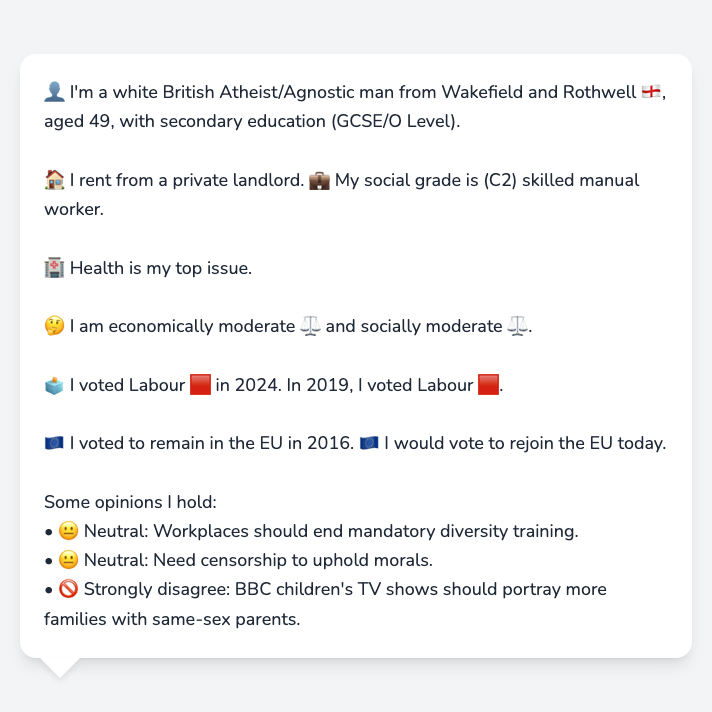 👤 I'm a white British Atheist/Agnostic man from Wakefield and Rothwell 🏴󠁧󠁢󠁥󠁮󠁧󠁿,
aged 49, with secondary education (GCSE/O Level).
🏠 I rent from a private landlord. 💼 My social grade is (C2) skilled manual
worker.
🏥 Health is my top issue.
🤔 I am economically moderate ⚖️ and socially moderate ⚖️.
🗳️ I voted Labour 🟥 in 2024. In 2019, I voted Labour 🟥.
🇪🇺 I voted to remain in the EU in 2016. 🇪🇺 I would vote to rejoin the EU today.
Some opinions I hold:
• 😐 Neutral: Workplaces should end mandatory diversity training.
• 😐 Neutral: Need censorship to uphold morals.
• 🚫 Strongly disagree: BBC children's TV shows should portray more
families with same-sex parents.